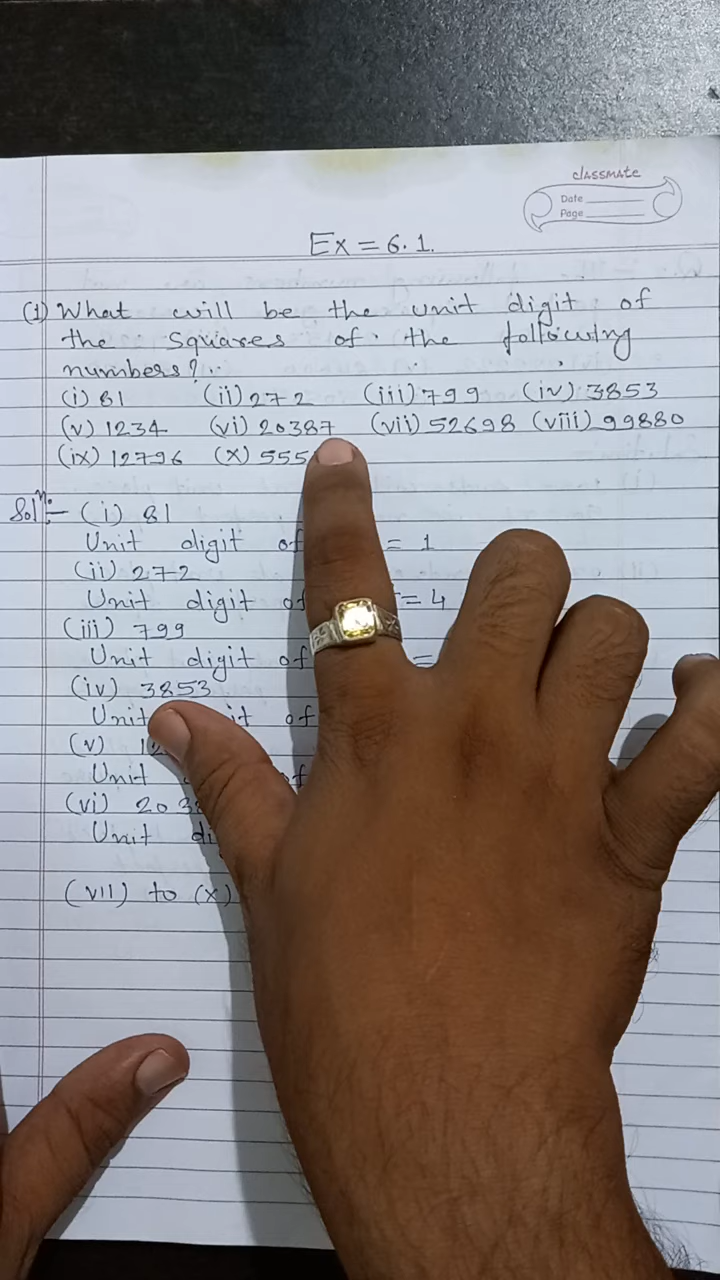 classmate
Date
Page
Ex = 6.1.
(1) What will be the unit digit of
the squares of the following
numbers?
(i) 81 (ii) 272 (iii) 799 (iv) 3853
(v) 1234 (vi) 20387 (vii) 52698 (viii) 99880
(ix) 12796 (x) 555
Solⁿ:- (i) 81
Unit digit of = 1
(ii) 272
Unit digit of = 4
(iii) 799
Unit digit of =
(iv) 3853
Unit of
(v)
Unit of
(vi)
Unit
(vii) to (x)